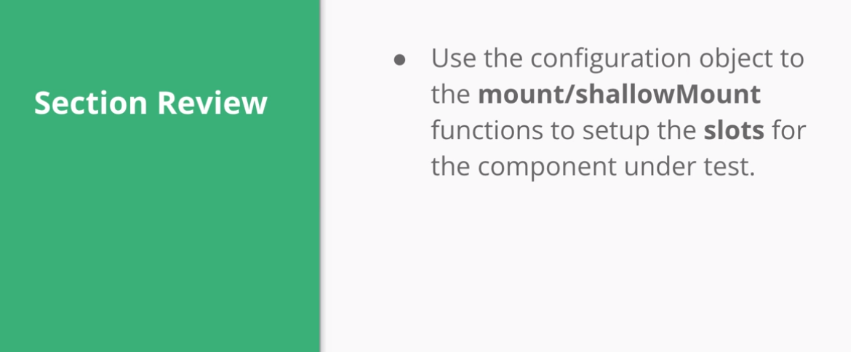 Section Review
● Use the configuration object to
the mount/shallowMount
functions to setup the slots for
the component under test.